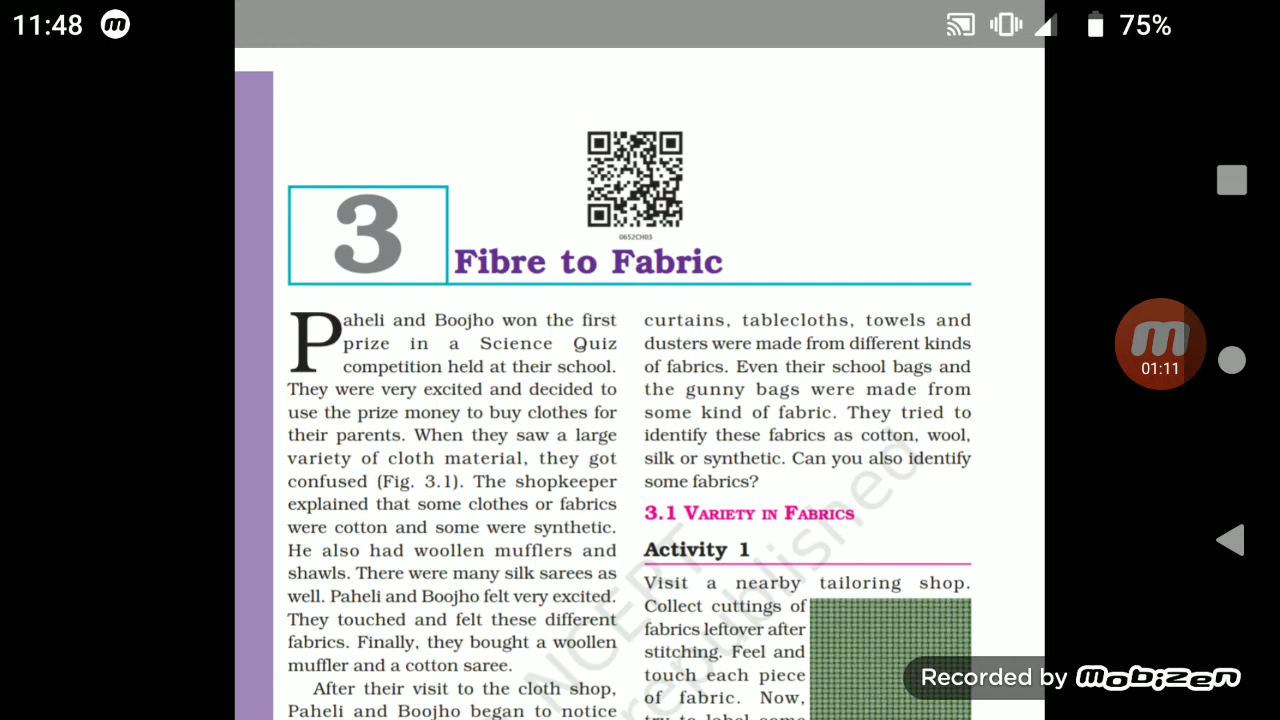 11:48
75%
0652CH03
3
Fibre to Fabric
Paheli and Boojho won the first
prize in a Science Quiz
competition held at their school.
They were very excited and decided to
use the prize money to buy clothes for
their parents. When they saw a large
variety of cloth material, they got
confused (Fig. 3.1). The shopkeeper
explained that some clothes or fabrics
were cotton and some were synthetic.
He also had woollen mufflers and
shawls. There were many silk sarees as
well. Paheli and Boojho felt very excited.
They touched and felt these different
fabrics. Finally, they bought a woollen
muffler and a cotton saree.
After their visit to the cloth shop,
Paheli and Boojho began to notice
curtains, tablecloths, towels and
dusters were made from different kinds
of fabrics. Even their school bags and
the gunny bags were made from
some kind of fabric. They tried to
identify these fabrics as cotton, wool,
silk or synthetic. Can you also identify
some fabrics?
3.1 VARIETY IN FABRICS
Activity 1
Visit a nearby tailoring shop.
Collect cuttings of
fabrics leftover after
stitching. Feel and
touch each piece
of fabric. Now,
try to label some
NCERT
republished
01:11
Recorded by mobizen